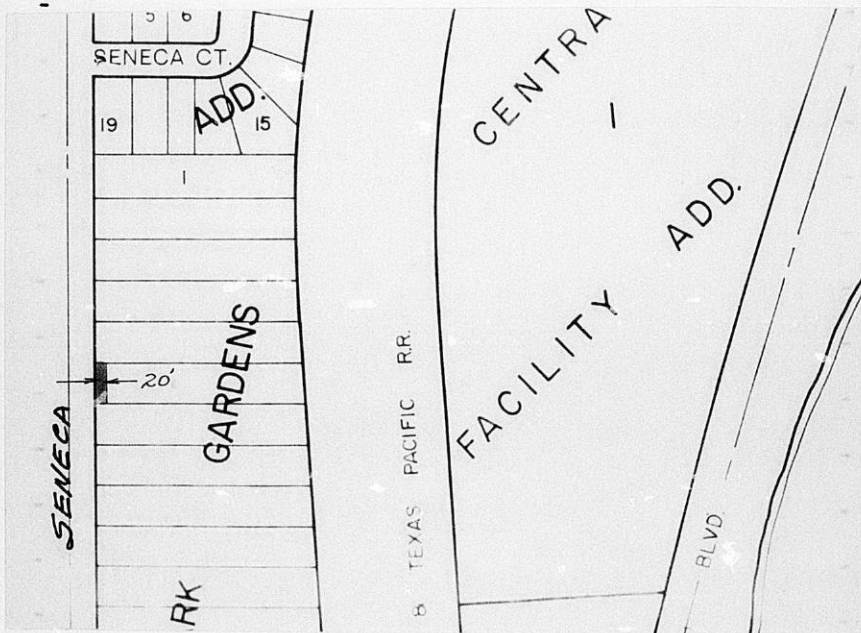 5 6
SENECA CT.
ADD.
19
15
1
GARDENS
20'
SENECA
RK
TEXAS PACIFIC R.R.
CENTRA
1
FACILITY ADD.
BLVD.